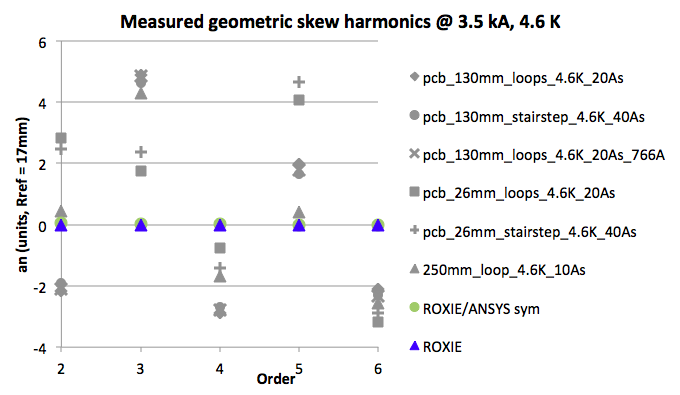 Measured geometric skew harmonics @ 3.5 kA, 4.6 K
6
4
2
0
-2
-4
an (units, Rref = 17mm)
2 3 4 5 6
Order
pcb_130mm_loops_4.6K_20As
pcb_130mm_stairstep_4.6K_40As
pcb_130mm_loops_4.6K_20As_766A
pcb_26mm_loops_4.6K_20As
pcb_26mm_stairstep_4.6K_40As
250mm_loop_4.6K_10As
ROXIE/ANSYS sym
ROXIE